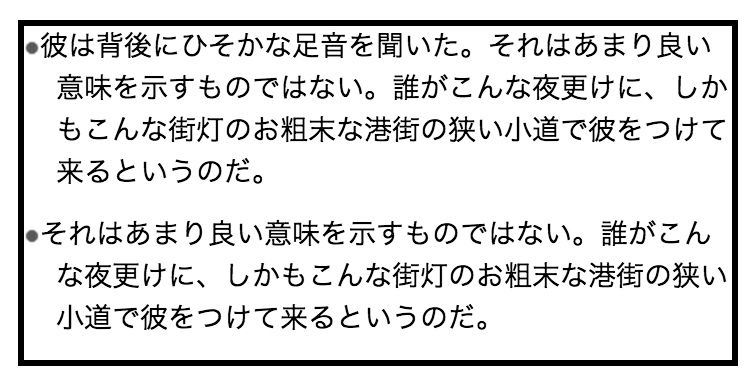 ●彼は背後にひそかな足音を聞いた。それはあまり良い
意味を示すものではない。誰がこんな夜更けに、しか
もこんな街灯のお粗末な港街の狭い小道で彼をつけて
来るというのだ。
●それはあまり良い意味を示すものではない。誰がこん
な夜更けに、しかもこんな街灯のお粗末な港街の狭い
小道で彼をつけて来るというのだ。